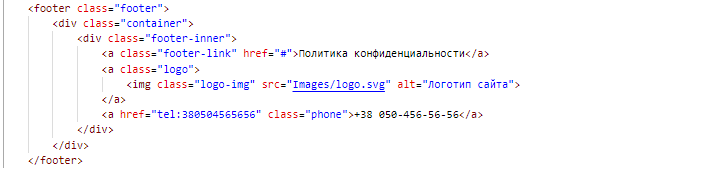 <footer class="footer">
<div class="container">
<div class="footer-inner">
<a class="footer-link" href="#">Политика конфиденциальности</a>
<a class="logo">
<img class="logo-img" src="Images/logo.svg" alt="Логотип сайта">
</a>
<a href="tel:380504565656" class="phone">+38 050-456-56-56</a>
</div>
</div>
</footer>